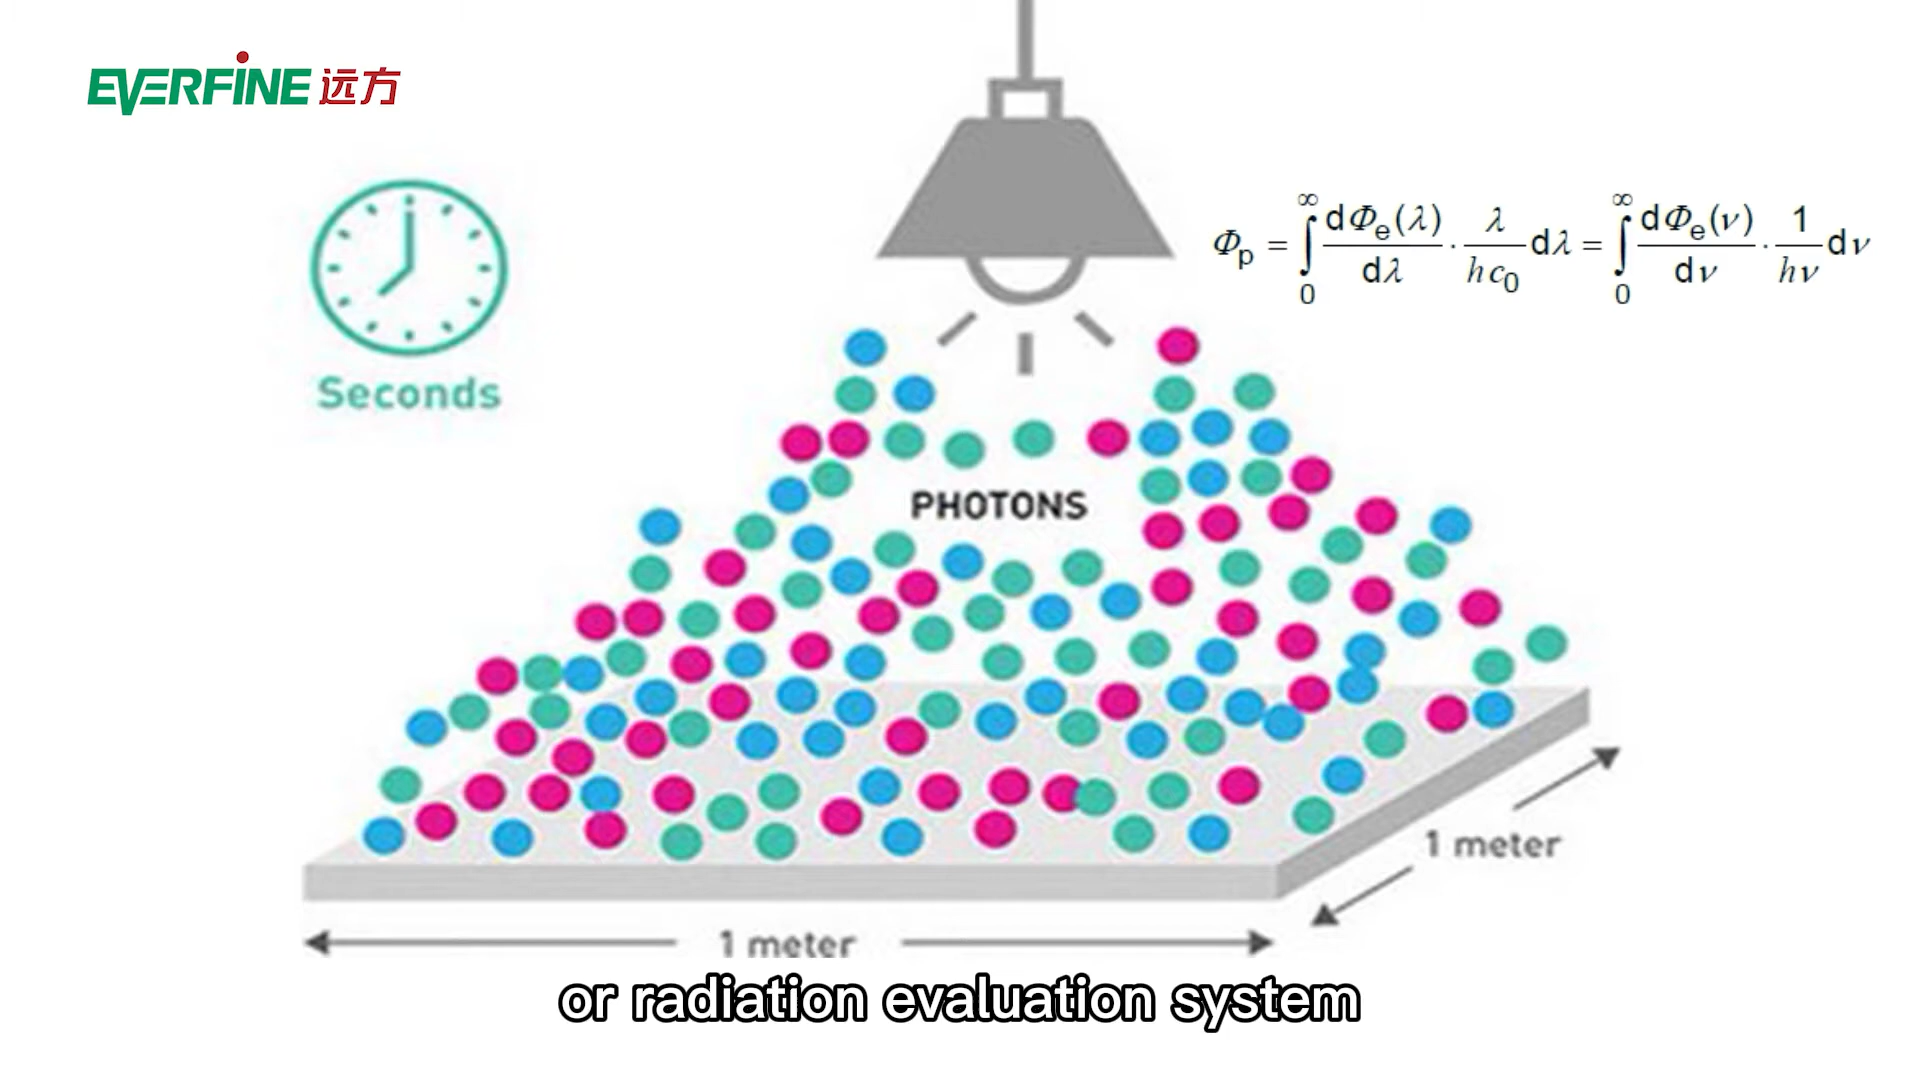 EVERFINE 远方
Φp = ∫₀^∞ dΦe(λ)/dλ · λ/hc₀ dλ = ∫₀^∞ dΦe(ν)/dν · 1/hν dν
Seconds
PHOTONS
1 meter
1 meter
or radiation evaluation system